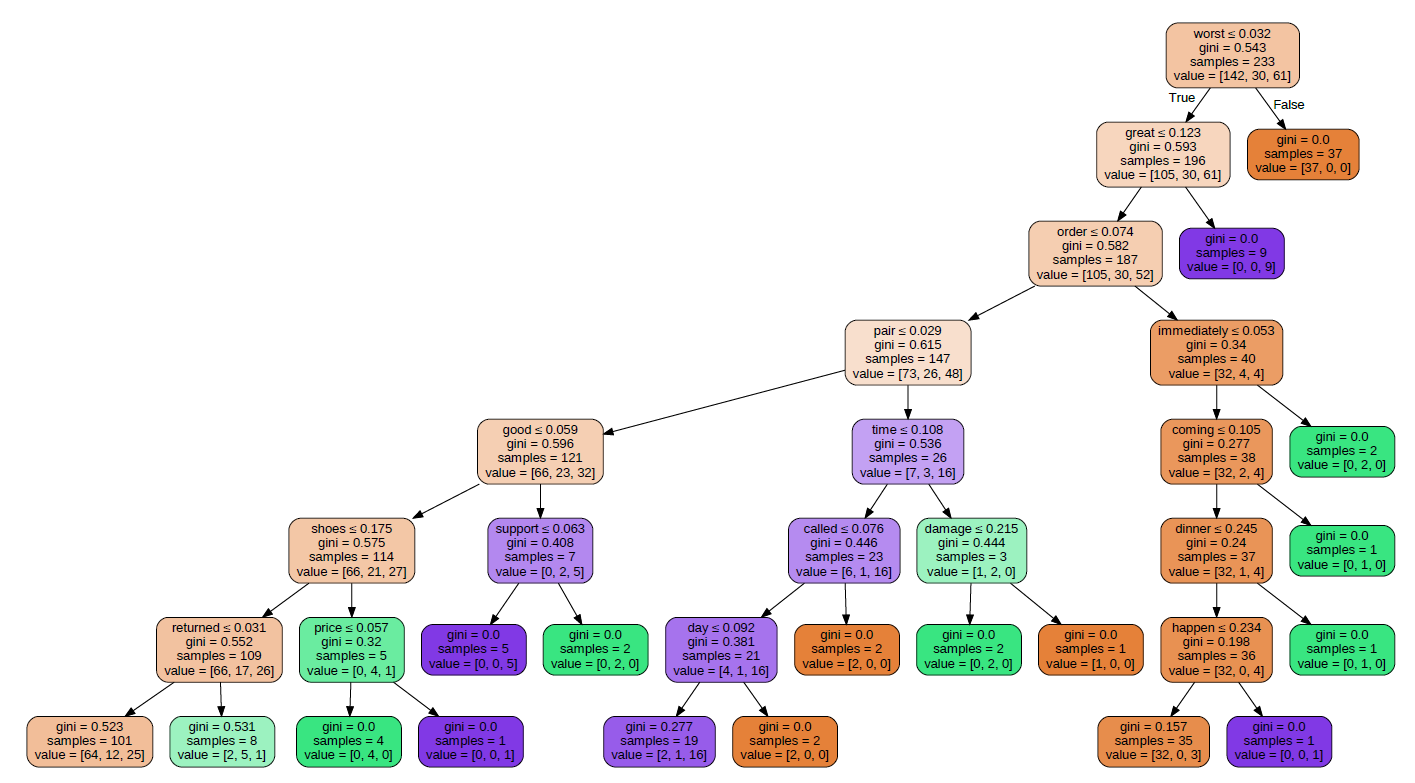 worst ≤ 0.032
gini = 0.543
samples = 233
value = [142, 30, 61]
True
False
great ≤ 0.123
gini = 0.593
samples = 196
value = [105, 30, 61]
gini = 0.0
samples = 37
value = [37, 0, 0]
order ≤ 0.074
gini = 0.582
samples = 187
value = [105, 30, 52]
gini = 0.0
samples = 9
value = [0, 0, 9]
pair ≤ 0.029
gini = 0.615
samples = 147
value = [73, 26, 48]
immediately ≤ 0.053
gini = 0.34
samples = 40
value = [32, 4, 4]
good ≤ 0.059
gini = 0.596
samples = 121
value = [66, 23, 32]
time ≤ 0.108
gini = 0.536
samples = 26
value = [7, 3, 16]
coming ≤ 0.105
gini = 0.277
samples = 38
value = [32, 2, 4]
gini = 0.0
samples = 2
value = [0, 2, 0]
shoes ≤ 0.175
gini = 0.575
samples = 114
value = [66, 21, 27]
support ≤ 0.063
gini = 0.408
samples = 7
value = [0, 2, 5]
called ≤ 0.076
gini = 0.446
samples = 23
value = [6, 1, 16]
damage ≤ 0.215
gini = 0.444
samples = 3
value = [1, 2, 0]
dinner ≤ 0.245
gini = 0.24
samples = 37
value = [32, 1, 4]
gini = 0.0
samples = 1
value = [0, 1, 0]
returned ≤ 0.031
gini = 0.552
samples = 109
value = [66, 17, 26]
price ≤ 0.057
gini = 0.32
samples = 5
value = [0, 4, 1]
gini = 0.0
samples = 5
value = [0, 0, 5]
gini = 0.0
samples = 2
value = [0, 2, 0]
day ≤ 0.092
gini = 0.381
samples = 21
value = [4, 1, 16]
gini = 0.0
samples = 2
value = [2, 0, 0]
gini = 0.0
samples = 2
value = [0, 2, 0]
gini = 0.0
samples = 1
value = [1, 0, 0]
happen ≤ 0.234
gini = 0.198
samples = 36
value = [32, 0, 4]
gini = 0.0
samples = 1
value = [0, 1, 0]
gini = 0.523
samples = 101
value = [64, 12, 25]
gini = 0.531
samples = 8
value = [2, 5, 1]
gini = 0.0
samples = 4
value = [0, 4, 0]
gini = 0.0
samples = 1
value = [0, 0, 1]
gini = 0.277
samples = 19
value = [2, 1, 16]
gini = 0.0
samples = 2
value = [2, 0, 0]
gini = 0.157
samples = 35
value = [32, 0, 3]
gini = 0.0
samples = 1
value = [0, 0, 1]